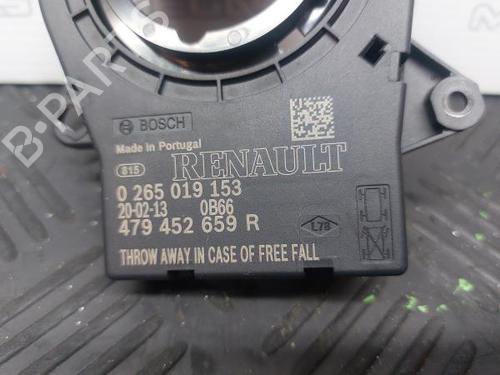 BOSCH
Made in Portugal
815 RENAULT
0 265 019 153
20-02-13 0B66
479 452 659 R
L78
THROW AWAY IN CASE OF FREE FALL
B-PARTS